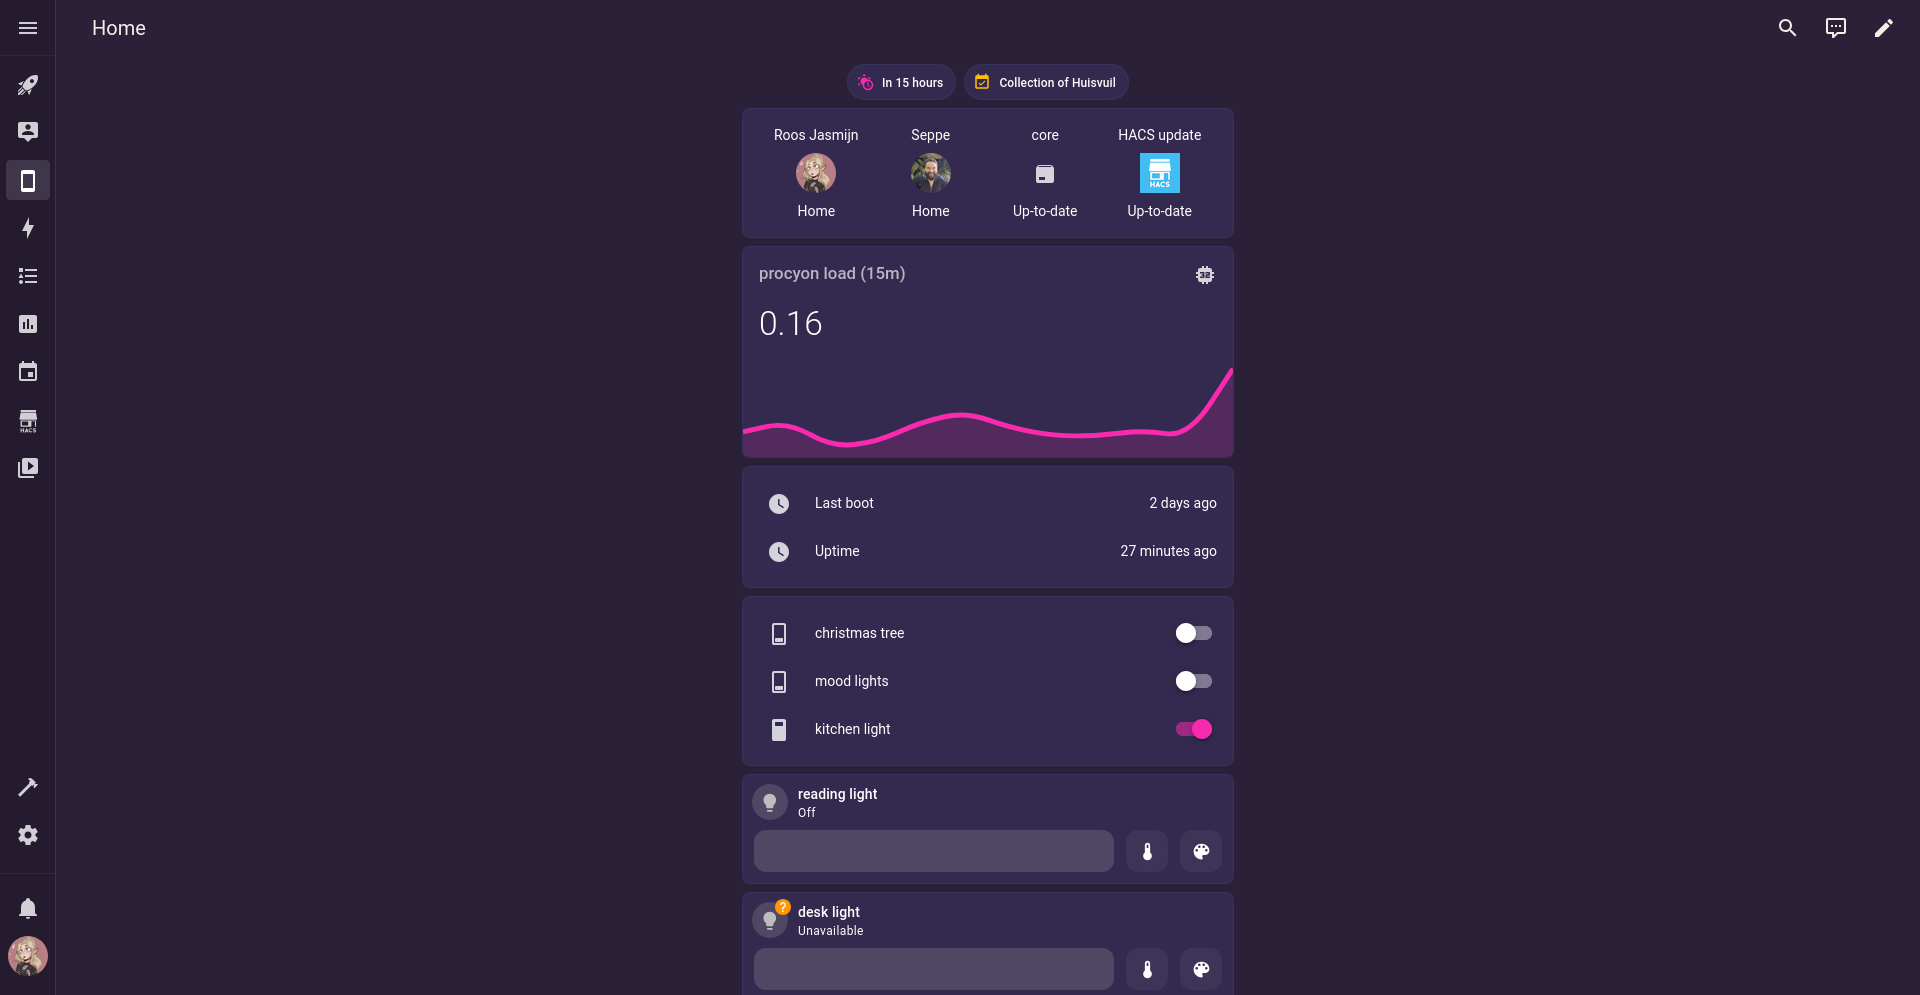 Home
In 15 hours
Collection of Huisvuil
Roos Jasmijn
Seppe
core
HACS update
HACS
Home
Home
Up-to-date
Up-to-date
procyon load (15m)
32
0.16
HACS
Last boot
2 days ago
Uptime
27 minutes ago
christmas tree
mood lights
kitchen light
reading light
Off
?
desk light
Unavailable